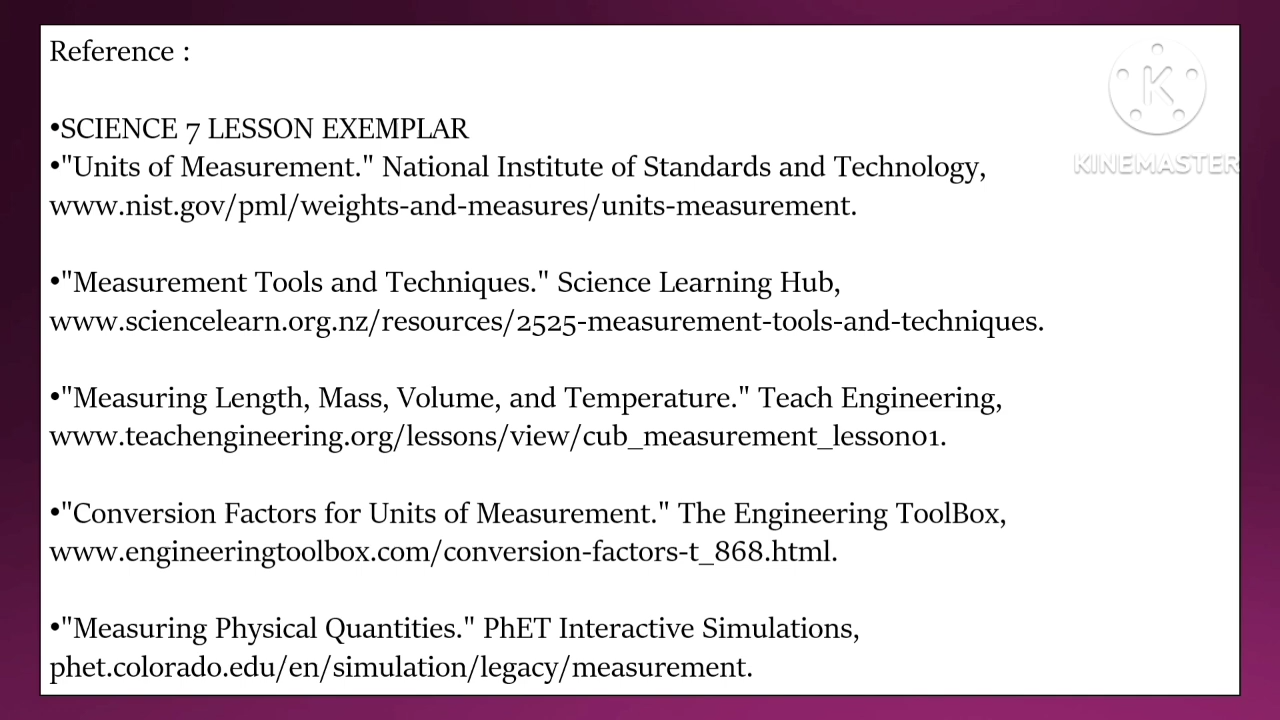 Reference :
•SCIENCE 7 LESSON EXEMPLAR
•"Units of Measurement." National Institute of Standards and Technology,
www.nist.gov/pml/weights-and-measures/units-measurement.
•"Measurement Tools and Techniques." Science Learning Hub,
www.sciencelearn.org.nz/resources/2525-measurement-tools-and-techniques.
•"Measuring Length, Mass, Volume, and Temperature." Teach Engineering,
www.teachengineering.org/lessons/view/cub_measurement_lesson01.
•"Conversion Factors for Units of Measurement." The Engineering ToolBox,
www.engineeringtoolbox.com/conversion-factors-t_868.html.
•"Measuring Physical Quantities." PhET Interactive Simulations,
phet.colorado.edu/en/simulation/legacy/measurement.
K
KINEMASTER